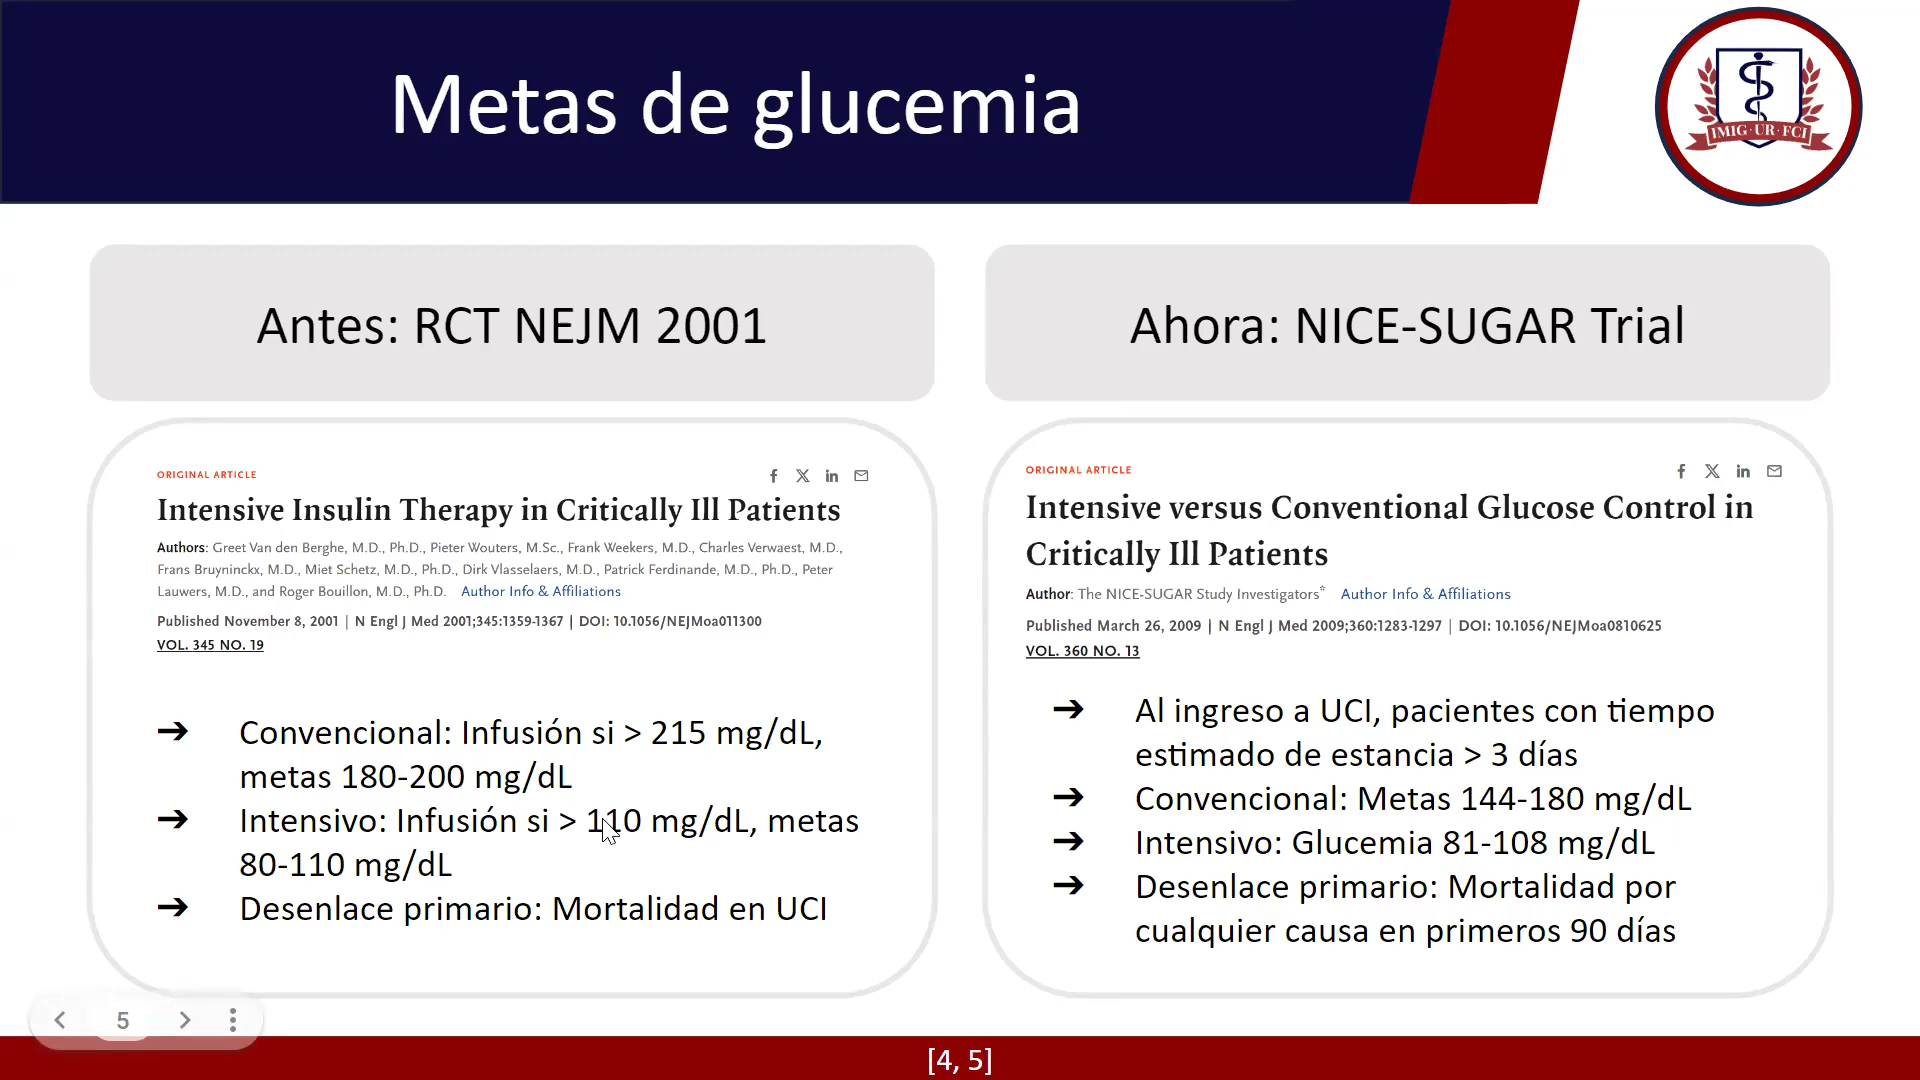 Metas de glucemia
IMIG·UR·FCI
Antes: RCT NEJM 2001
ORIGINAL ARTICLE
Intensive Insulin Therapy in Critically Ill Patients
Authors: Greet Van den Berghe, M.D., Ph.D., Pieter Wouters, M.Sc., Frank Weekers, M.D., Charles Verwaest, M.D.,
Frans Bruyninckx, M.D., Miet Schetz, M.D., Ph.D., Dirk Vlasselaers, M.D., Patrick Ferdinande, M.D., Ph.D., Peter
Lauwers, M.D., and Roger Bouillon, M.D., Ph.D. Author Info & Affiliations
Published November 8, 2001 | N Engl J Med 2001;345:1359-1367 | DOI: 10.1056/NEJMoa011300
VOL. 345 NO. 19
➔ Convencional: Infusión si > 215 mg/dL,
metas 180-200 mg/dL
➔ Intensivo: Infusión si > 110 mg/dL, metas
80-110 mg/dL
➔ Desenlace primario: Mortalidad en UCI
Ahora: NICE-SUGAR Trial
ORIGINAL ARTICLE
Intensive versus Conventional Glucose Control in
Critically Ill Patients
Author: The NICE-SUGAR Study Investigators* Author Info & Affiliations
Published March 26, 2009 | N Engl J Med 2009;360:1283-1297 | DOI: 10.1056/NEJMoa0810625
VOL. 360 NO. 13
➔ Al ingreso a UCI, pacientes con tiempo
estimado de estancia > 3 días
➔ Convencional: Metas 144-180 mg/dL
➔ Intensivo: Glucemia 81-108 mg/dL
➔ Desenlace primario: Mortalidad por
cualquier causa en primeros 90 días
5
[4, 5]